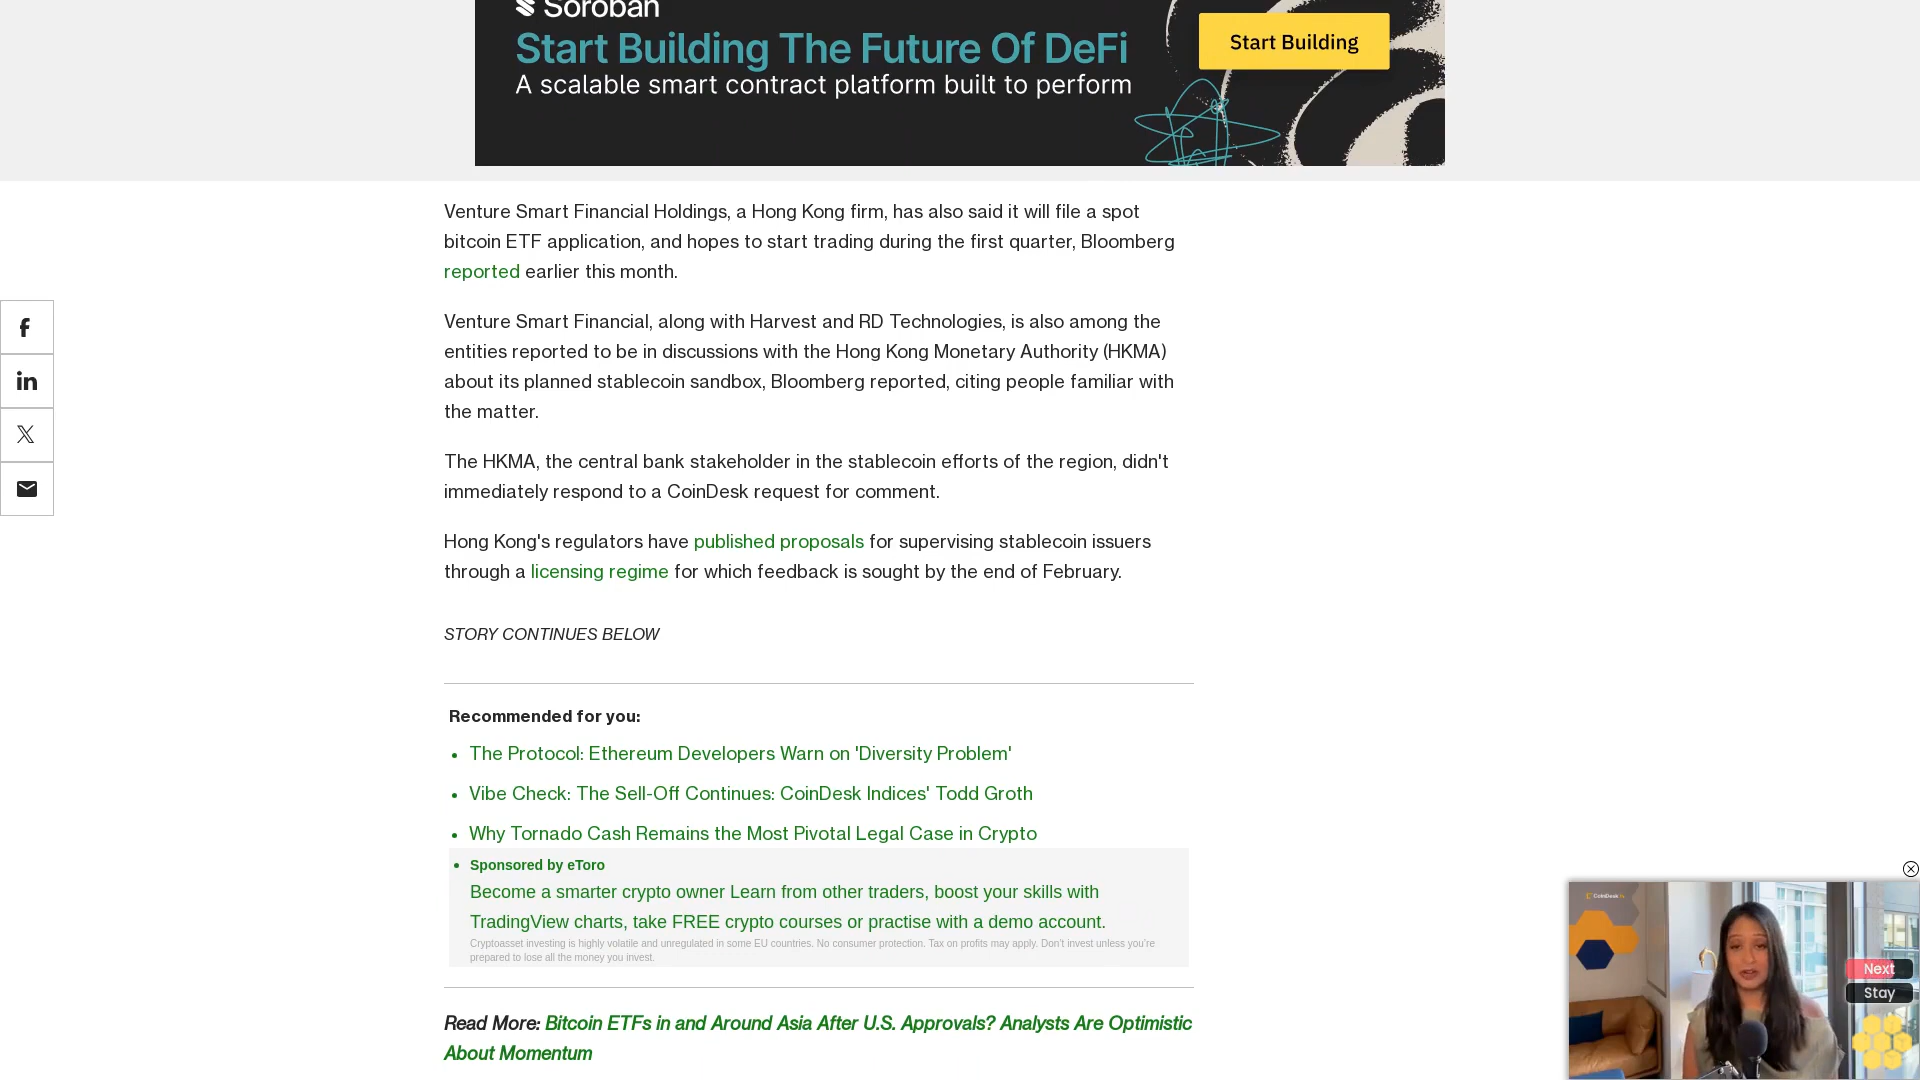 Soroban
Start Building The Future Of DeFi
A scalable smart contract platform built to perform
Start Building
Venture Smart Financial Holdings, a Hong Kong firm, has also said it will file a spot
bitcoin ETF application, and hopes to start trading during the first quarter, Bloomberg
reported earlier this month.
Venture Smart Financial, along with Harvest and RD Technologies, is also among the
entities reported to be in discussions with the Hong Kong Monetary Authority (HKMA)
about its planned stablecoin sandbox, Bloomberg reported, citing people familiar with
the matter.
The HKMA, the central bank stakeholder in the stablecoin efforts of the region, didn't
immediately respond to a CoinDesk request for comment.
Hong Kong's regulators have published proposals for supervising stablecoin issuers
through a licensing regime for which feedback is sought by the end of February.
STORY CONTINUES BELOW
Recommended for you:
• The Protocol: Ethereum Developers Warn on 'Diversity Problem'
• Vibe Check: The Sell-Off Continues: CoinDesk Indices' Todd Groth
• Why Tornado Cash Remains the Most Pivotal Legal Case in Crypto
• Sponsored by eToro
Become a smarter crypto owner Learn from other traders, boost your skills with
TradingView charts, take FREE crypto courses or practise with a demo account.
Cryptoasset investing is highly volatile and unregulated in some EU countries. No consumer protection. Tax on profits may apply. Don't invest unless you're
prepared to lose all the money you invest.
Read More: Bitcoin ETFs in and Around Asia After U.S. Approvals? Analysts Are Optimistic
About Momentum
CoinDesk
Next
Stay